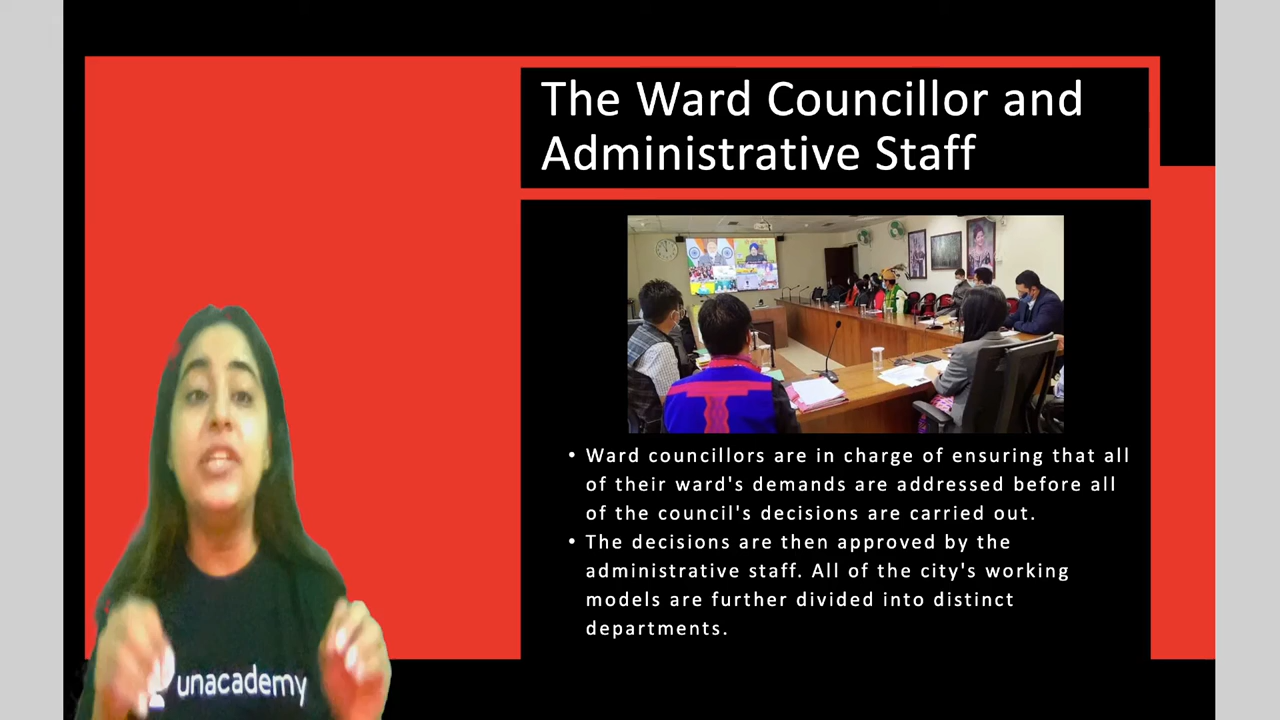 The Ward Councillor and
Administrative Staff
• Ward councillors are in charge of ensuring that all
of their ward's demands are addressed before all
of the council's decisions are carried out.
• The decisions are then approved by the
administrative staff. All of the city's working
models are further divided into distinct
departments.
unacademy